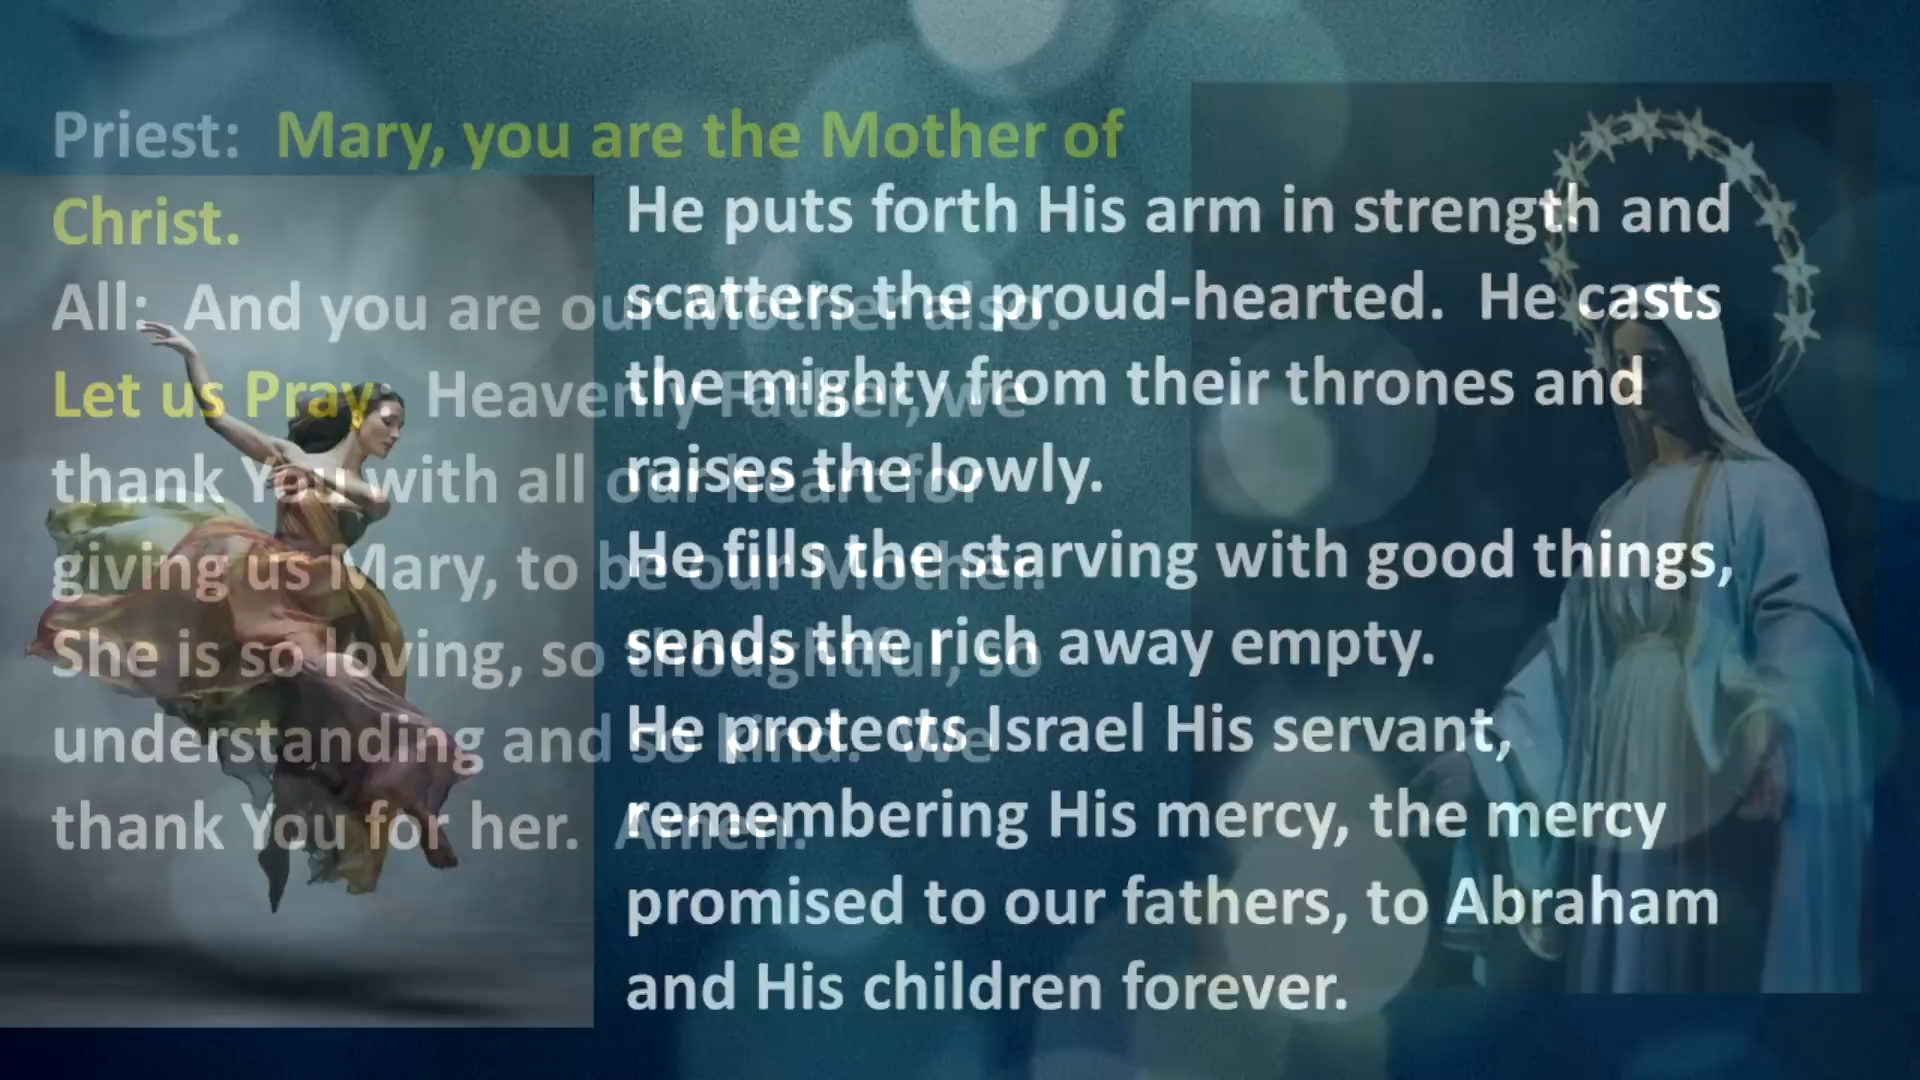 Priest:  Mary, you are the Mother of
Christ.
All:  And you are our Mother also.
Let us Pray.  Heavenly Father, we
thank You with all our heart for
giving us Mary, to be our Mother.
She is so loving, so thoughtful, so
understanding and so kind.  We
thank You for her.  Amen.
He puts forth His arm in strength and
scatters the proud-hearted.  He casts
the mighty from their thrones and
raises the lowly.
He fills the starving with good things,
sends the rich away empty.
He protects Israel His servant,
remembering His mercy, the mercy
promised to our fathers, to Abraham
and His children forever.